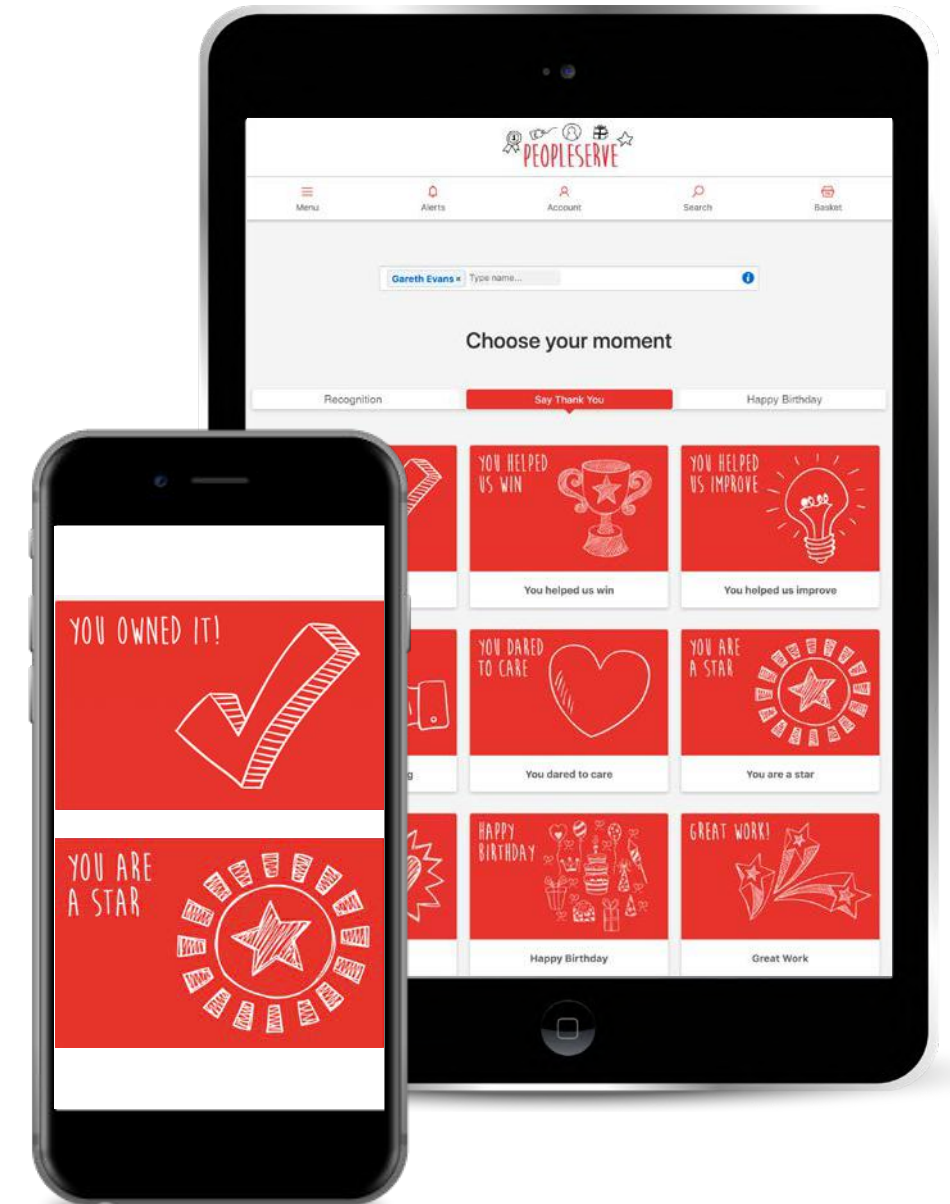 PEOPLESERVE
Menu
Alerts
Account
Search
Basket
Gareth Evans ×
Type name...
Choose your moment
Recognition
Say Thank You
Happy Birthday
YOU HELPED
US WIN
You helped us win
YOU HELPED
US IMPROVE
You helped us improve
g
YOU DARED
TO CARE
You dared to care
YOU ARE
A STAR
You are a star
HAPPY
BIRTHDAY
Happy Birthday
GREAT WORK!
Great Work
YOU OWNED IT!
YOU ARE
A STAR